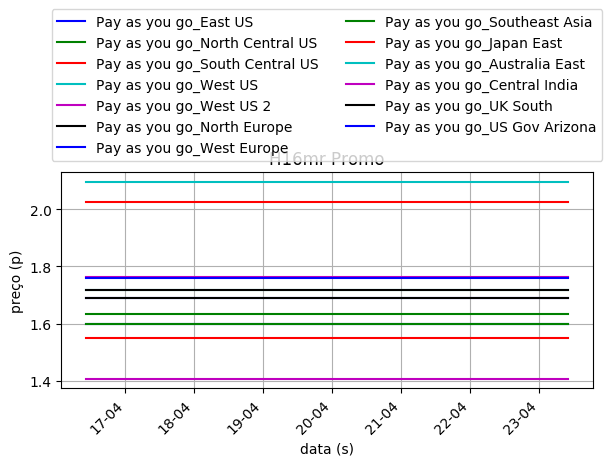 Pay as you go_East US
Pay as you go_North Central US
Pay as you go_South Central US
Pay as you go_West US
Pay as you go_West US 2
Pay as you go_North Europe
Pay as you go_West Europe
Pay as you go_Southeast Asia
Pay as you go_Japan East
Pay as you go_Australia East
Pay as you go_Central India
Pay as you go_UK South
Pay as you go_US Gov Arizona
H16mr Promo
preço (p)
2.0
1.8
1.6
1.4
17-04
18-04
19-04
20-04
21-04
22-04
23-04
data (s)